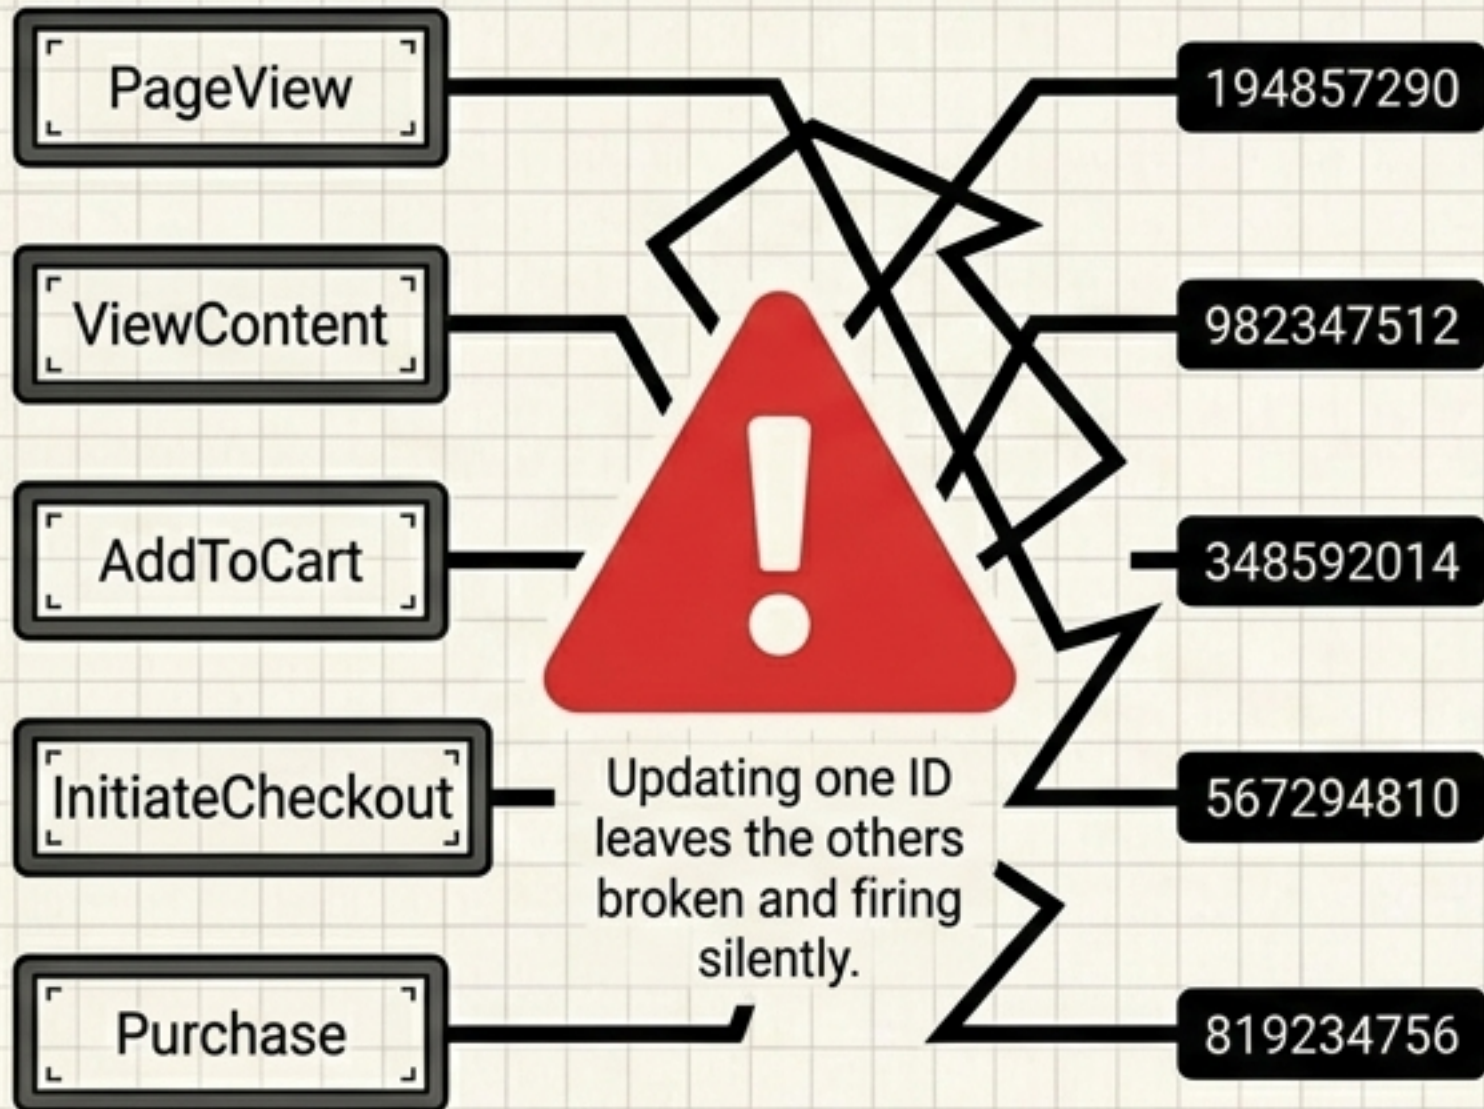 PageView
194857290
ViewContent
982347512
AddToCart
348592014
InitiateCheckout
567294810
Updating one ID
leaves the others
broken and firing
silently.
Purchase
819234756